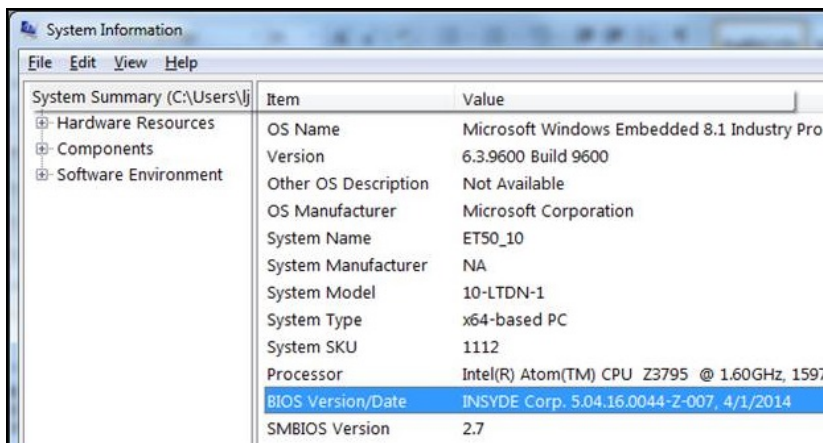 System Information
File Edit View Help
System Summary (C:\Users\lj
Hardware Resources
Components
Software Environment
Item Value
OS Name Microsoft Windows Embedded 8.1 Industry Pro
Version 6.3.9600 Build 9600
Other OS Description Not Available
OS Manufacturer Microsoft Corporation
System Name ET50_10
System Manufacturer NA
System Model 10-LTDN-1
System Type x64-based PC
System SKU 1112
Processor Intel(R) Atom(TM) CPU Z3795 @ 1.60GHz, 1597
BIOS Version/Date INSYDE Corp. 5.04.16.0044-Z-007, 4/1/2014
SMBIOS Version 2.7